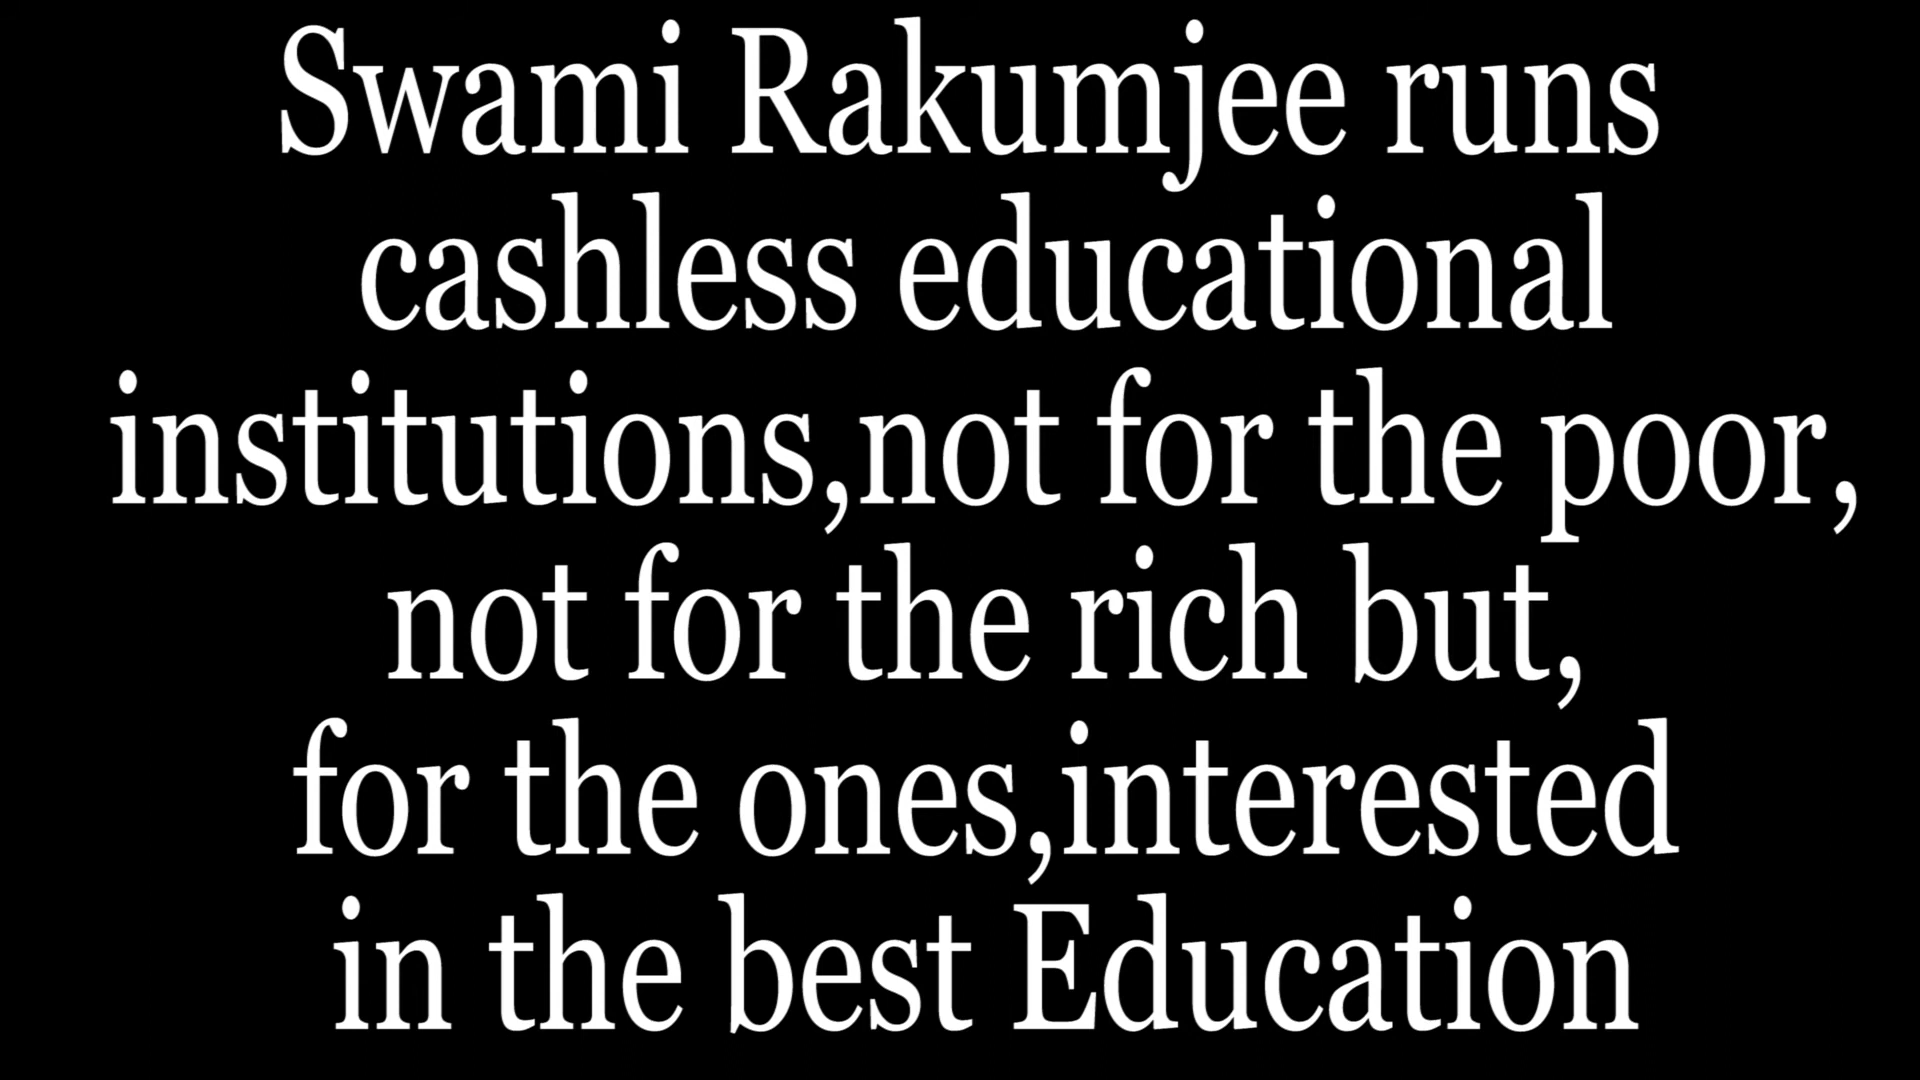 Swami Rakumjee runs
cashless educational
institutions,not for the poor,
not for the rich but,
for the ones,interested
in the best Education